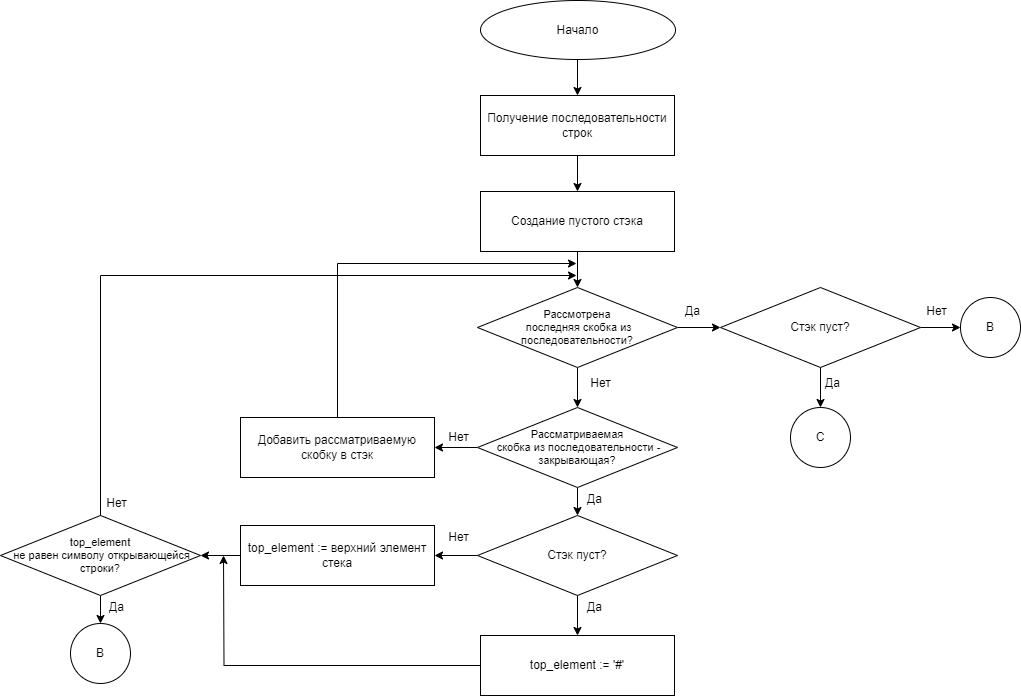 Начало
Получение последовательности
строк
Создание пустого стэка
Рассмотрена
последняя скобка из
последовательности?
Да
Стэк пуст?
Нет
B
Да
C
Нет
Рассматриваемая
скобка из последовательности -
закрывающая?
Нет
Добавить рассматриваемую
скобку в стэк
Да
Стэк пуст?
Нет
top_element := верхний элемент
стека
Нет
top_element
не равен символу открывающейся
строки?
Да
B
Да
top_element := '#'